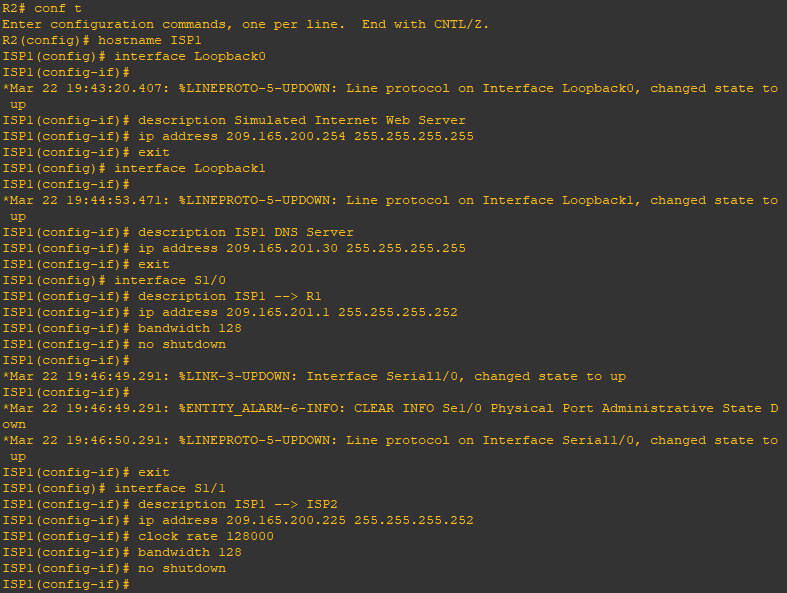 R2# conf t
Enter configuration commands, one per line.  End with CNTL/Z.
R2(config)# hostname ISP1
ISP1(config)# interface Loopback0
ISP1(config-if)#
*Mar 22 19:43:20.407: %LINEPROTO-5-UPDOWN: Line protocol on Interface Loopback0, changed state to
 up
ISP1(config-if)# description Simulated Internet Web Server
ISP1(config-if)# ip address 209.165.200.254 255.255.255.255
ISP1(config-if)# exit
ISP1(config)# interface Loopback1
ISP1(config-if)#
*Mar 22 19:44:53.471: %LINEPROTO-5-UPDOWN: Line protocol on Interface Loopback1, changed state to
 up
ISP1(config-if)# description ISP1 DNS Server
ISP1(config-if)# ip address 209.165.201.30 255.255.255.255
ISP1(config-if)# exit
ISP1(config)# interface S1/0
ISP1(config-if)# description ISP1 --> R1
ISP1(config-if)# ip address 209.165.201.1 255.255.255.252
ISP1(config-if)# bandwidth 128
ISP1(config-if)# no shutdown
ISP1(config-if)#
*Mar 22 19:46:49.291: %LINK-3-UPDOWN: Interface Serial1/0, changed state to up
ISP1(config-if)#
*Mar 22 19:46:49.291: %ENTITY_ALARM-6-INFO: CLEAR INFO Se1/0 Physical Port Administrative State D
own
*Mar 22 19:46:50.291: %LINEPROTO-5-UPDOWN: Line protocol on Interface Serial1/0, changed state to
 up
ISP1(config-if)# exit
ISP1(config)# interface S1/1
ISP1(config-if)# description ISP1 --> ISP2
ISP1(config-if)# ip address 209.165.200.225 255.255.255.252
ISP1(config-if)# clock rate 128000
ISP1(config-if)# bandwidth 128
ISP1(config-if)# no shutdown
ISP1(config-if)#